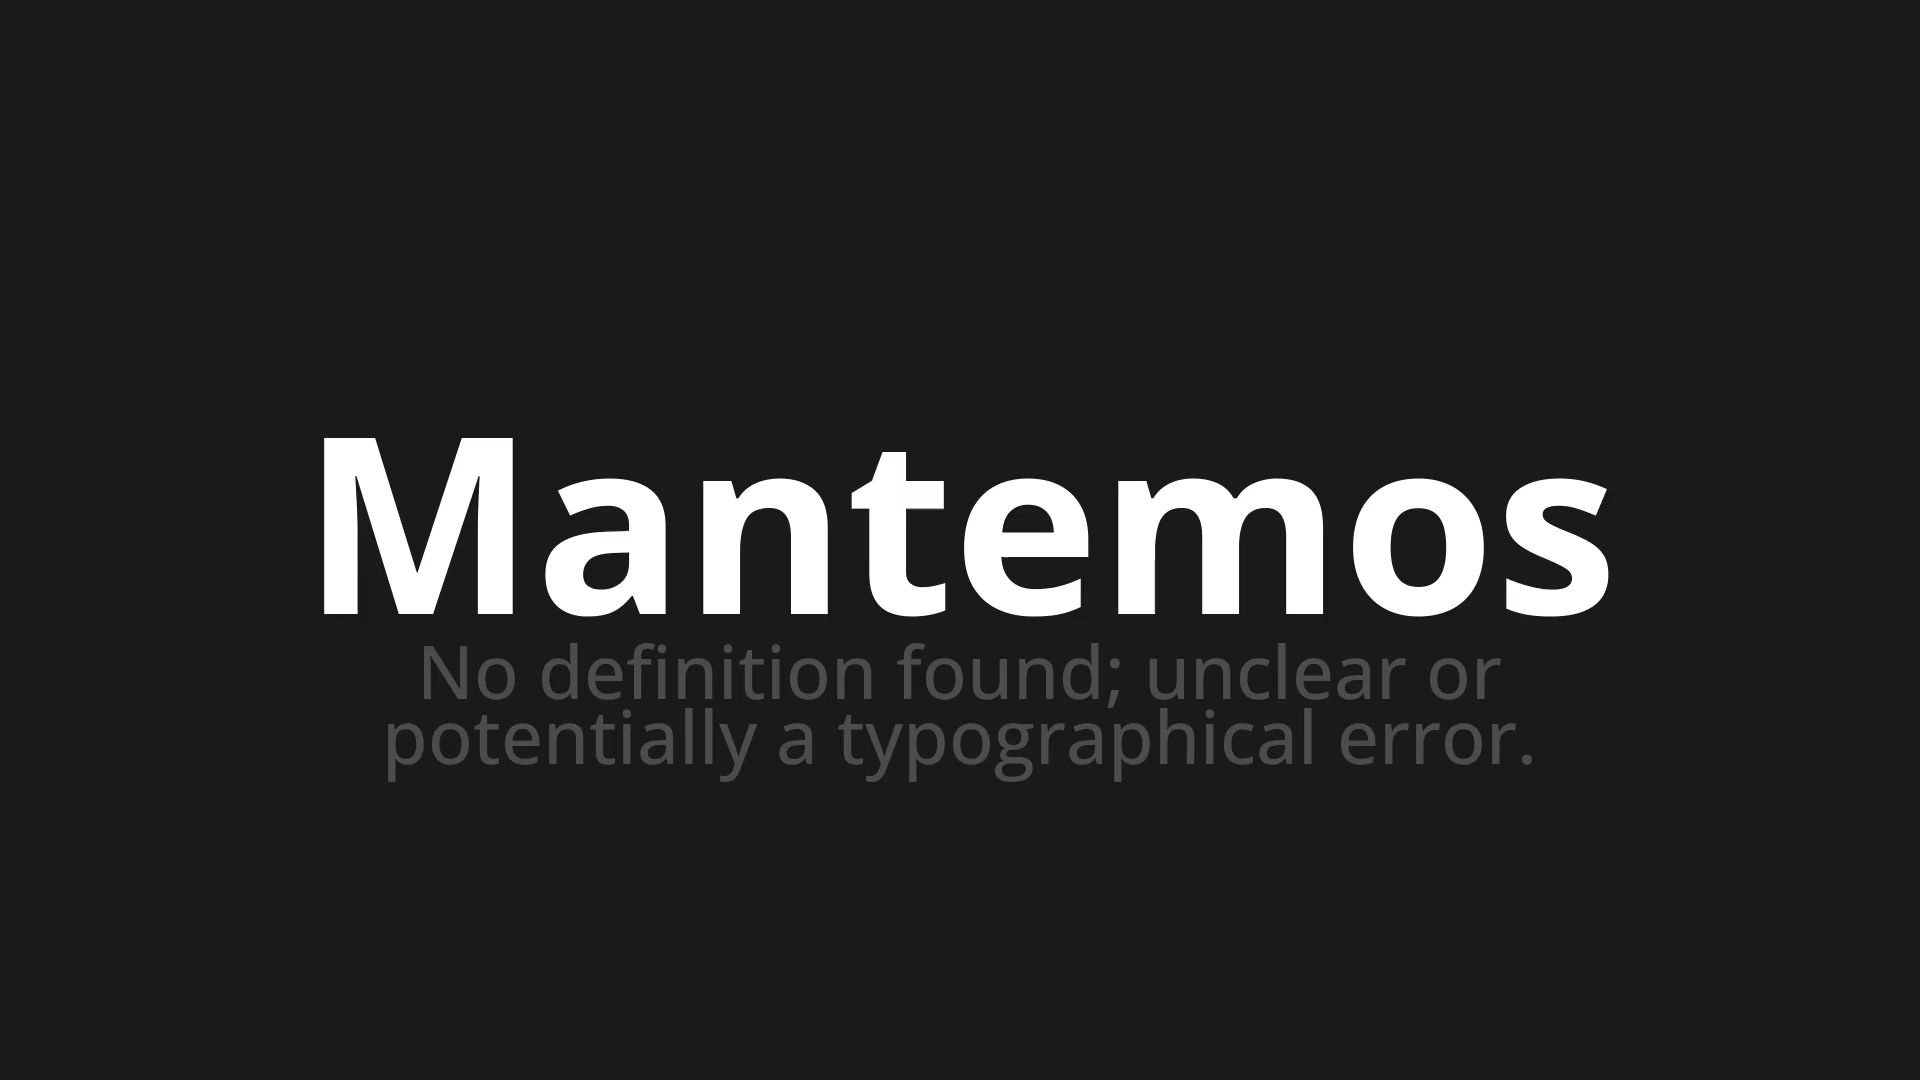 Mantemos
No definition found; unclear or
potentially a typographical error.